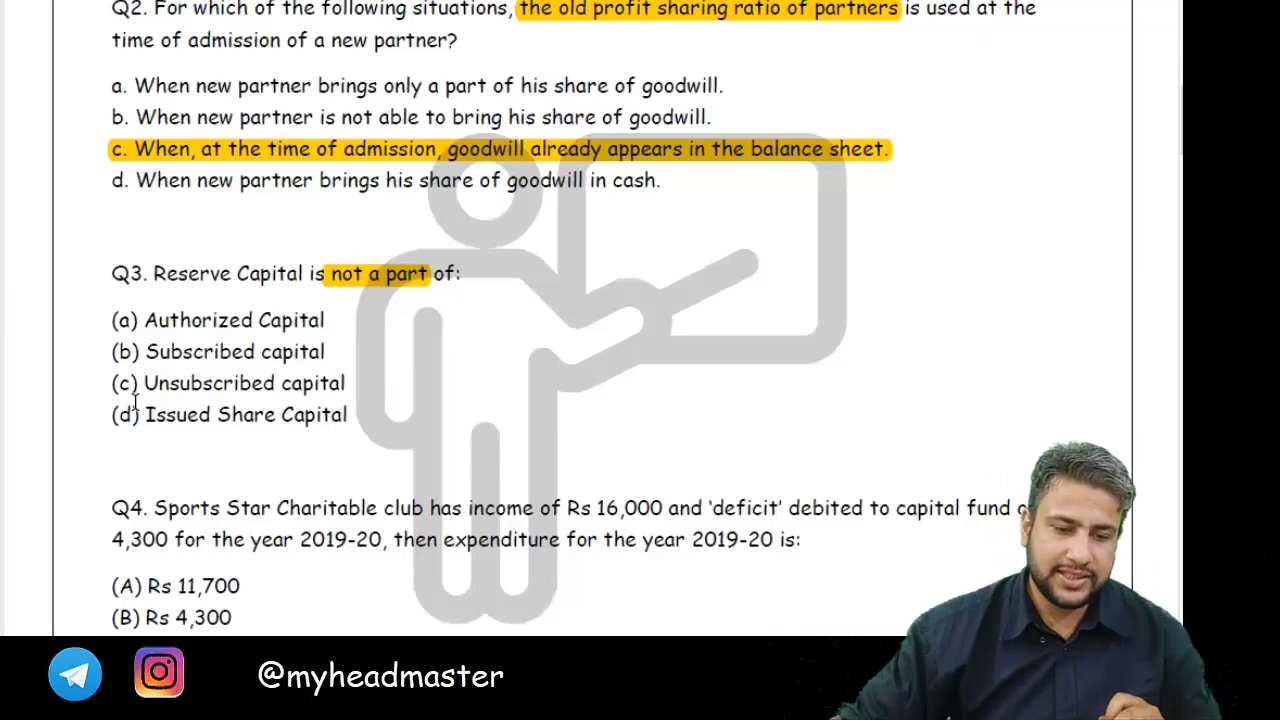 Q2. For which of the following situations, the old profit sharing ratio of partners is used at the
time of admission of a new partner?
a. When new partner brings only a part of his share of goodwill.
b. When new partner is not able to bring his share of goodwill.
c. When, at the time of admission, goodwill already appears in the balance sheet.
d. When new partner brings his share of goodwill in cash.
Q3. Reserve Capital is not a part of:
(a) Authorized Capital
(b) Subscribed capital
(c) Unsubscribed capital
(d) Issued Share Capital
Q4. Sports Star Charitable club has income of Rs 16,000 and ‘deficit’ debited to capital fund
4,300 for the year 2019-20, then expenditure for the year 2019-20 is:
(A) Rs 11,700
(B) Rs 4,300
@myheadmaster